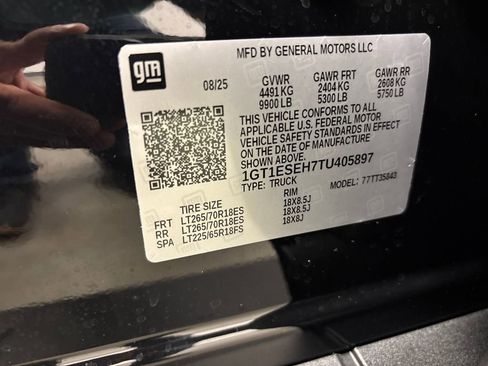 gm
MFD BY GENERAL MOTORS LLC
08/25 GVWR GAWR FRT GAWR RR
4491 KG 2404 KG 2608 KG
9900 LB 5300 LB 5750 LB
THIS VEHICLE CONFORMS TO ALL
APPLICABLE U.S. FEDERAL MOTOR
VEHICLE SAFETY STANDARDS IN EFFECT
ON THE DATE OF MANUFACTURE
SHOWN ABOVE.
1GT1ESEH7TU405897
TYPE: TRUCK MODEL: 77TT35843
TIRE SIZE RIM
FRT LT265/70R18ES 18X8.5J
RR LT265/70R18ES 18X8.5J
SPA LT225/65R18FS 18X8J